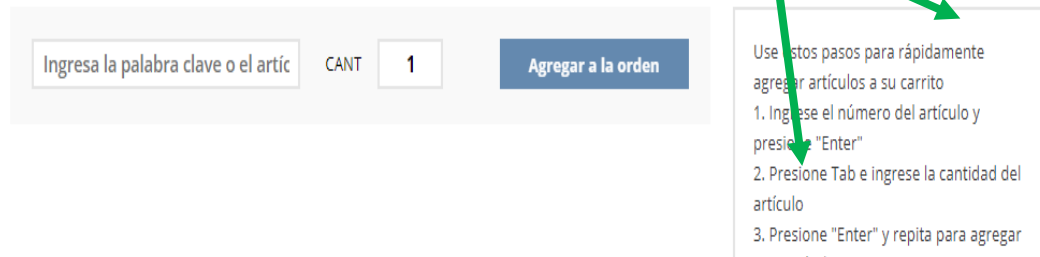 Ingresa la palabra clave o el artíc
CANT
1
Agregar a la orden
Use estos pasos para rápidamente
agregar artículos a su carrito
1. Ingrese el número del artículo y
presione "Enter"
2. Presione Tab e ingrese la cantidad del
artículo
3. Presione "Enter" y repita para agregar